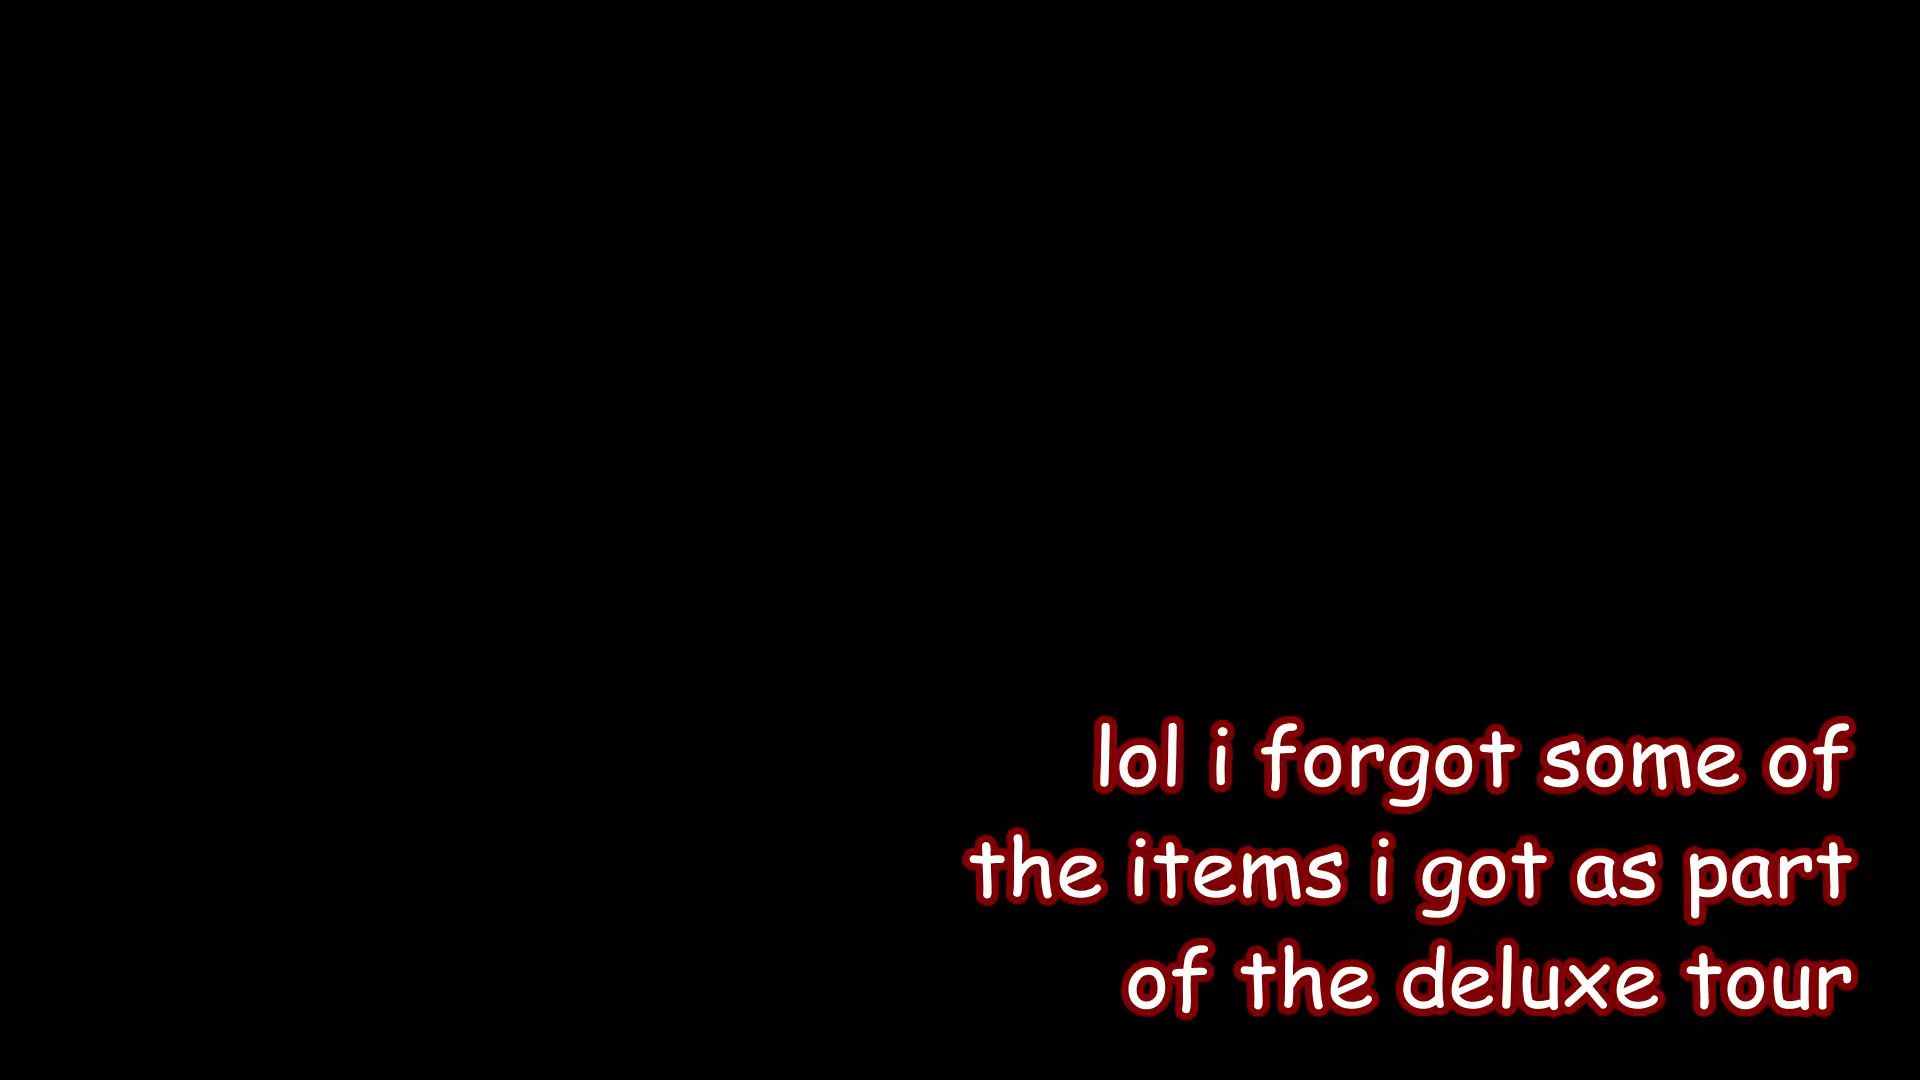 lol i forgot some of
the items i got as part
of the deluxe tour